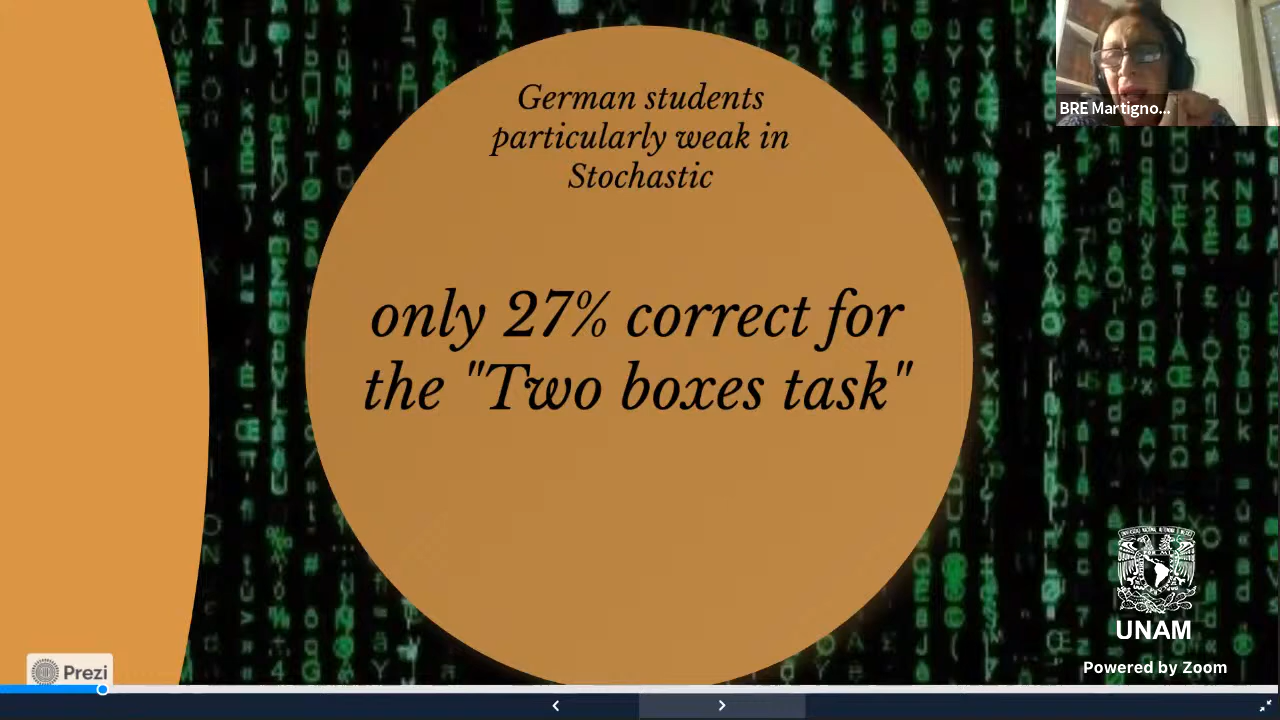 German students
particularly weak in
Stochastic
only 27% correct for
the "Two boxes task"
BRE Martigno...
UNAM
Powered by Zoom
Prezi